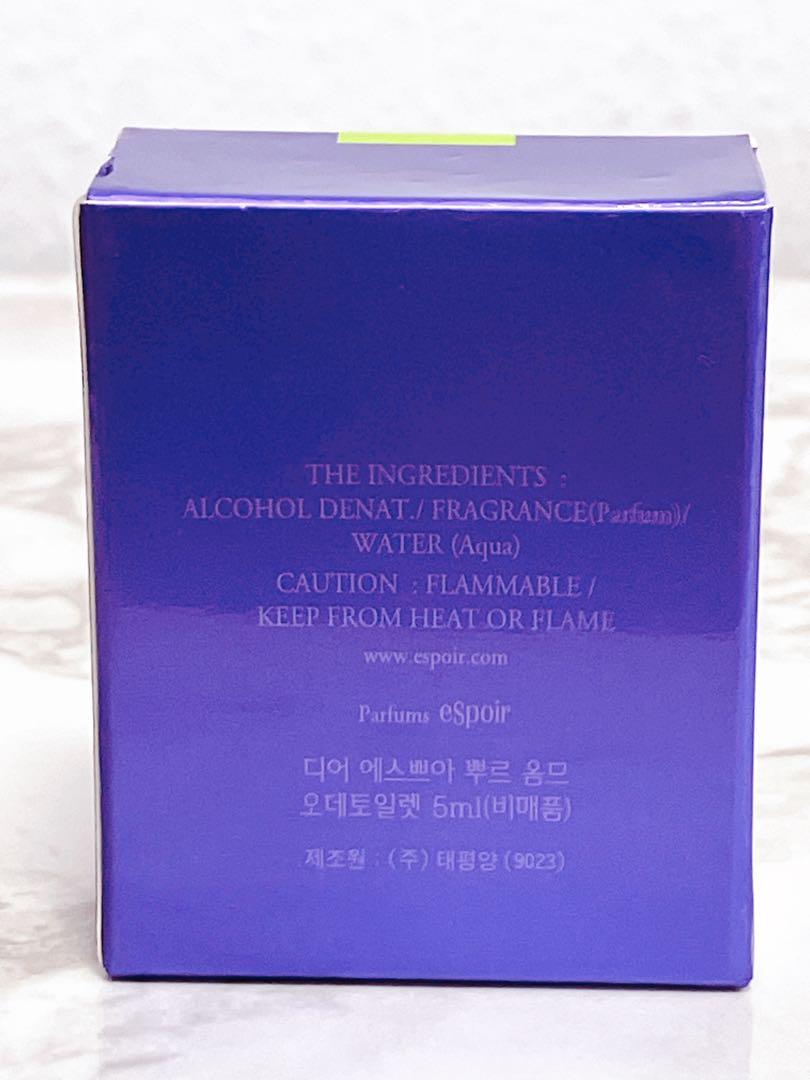 THE INGREDIENTS :
ALCOHOL DENAT./ FRAGRANCE(Parfum)/
WATER (Aqua)
CAUTION : FLAMMABLE /
KEEP FROM HEAT OR FLAME
www.espoir.com
Parfums eSpoir
디어 에스쁘아 뿌르 옴므
오데토일렛 5ml(비매품)
제조원 : (주) 태평양 (9023)